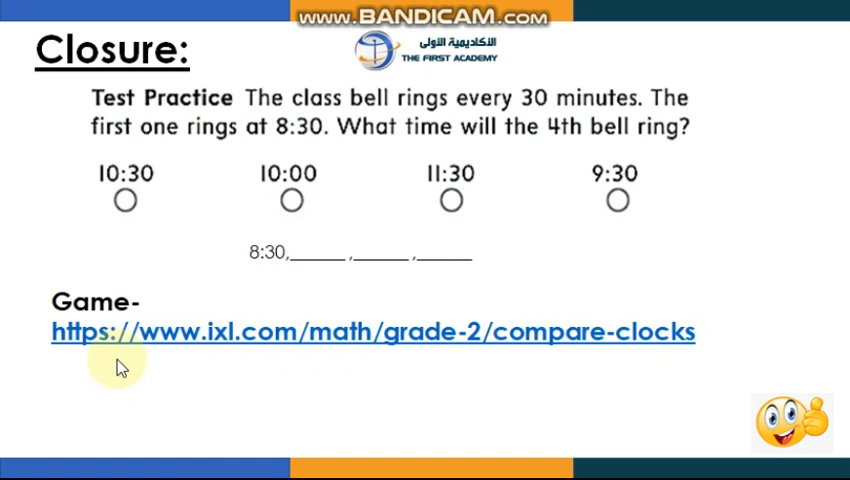 www.BANDICAM.com
Closure:
الأكاديمية الأولى
THE FIRST ACADEMY
Test Practice The class bell rings every 30 minutes. The
first one rings at 8:30. What time will the 4th bell ring?
10:30 10:00 11:30 9:30
8:30,______ ,______ ,______
Game-
https://www.ixl.com/math/grade-2/compare-clocks